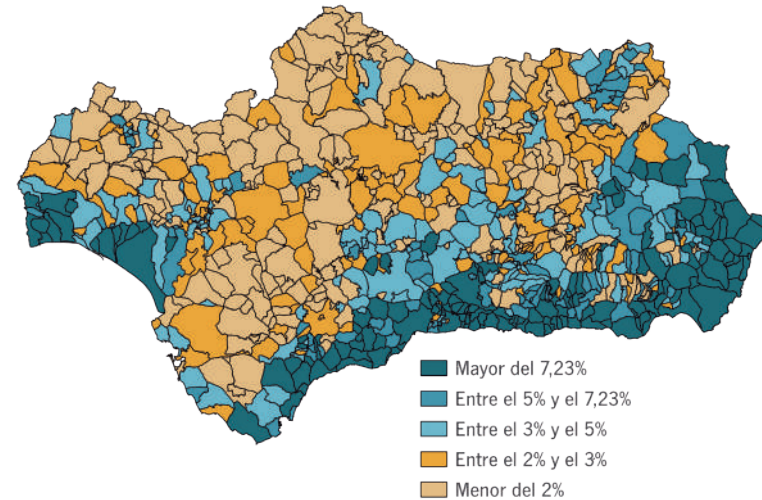 Mayor del 7,23%
Entre el 5% y el 7,23%
Entre el 3% y el 5%
Entre el 2% y el 3%
Menor del 2%